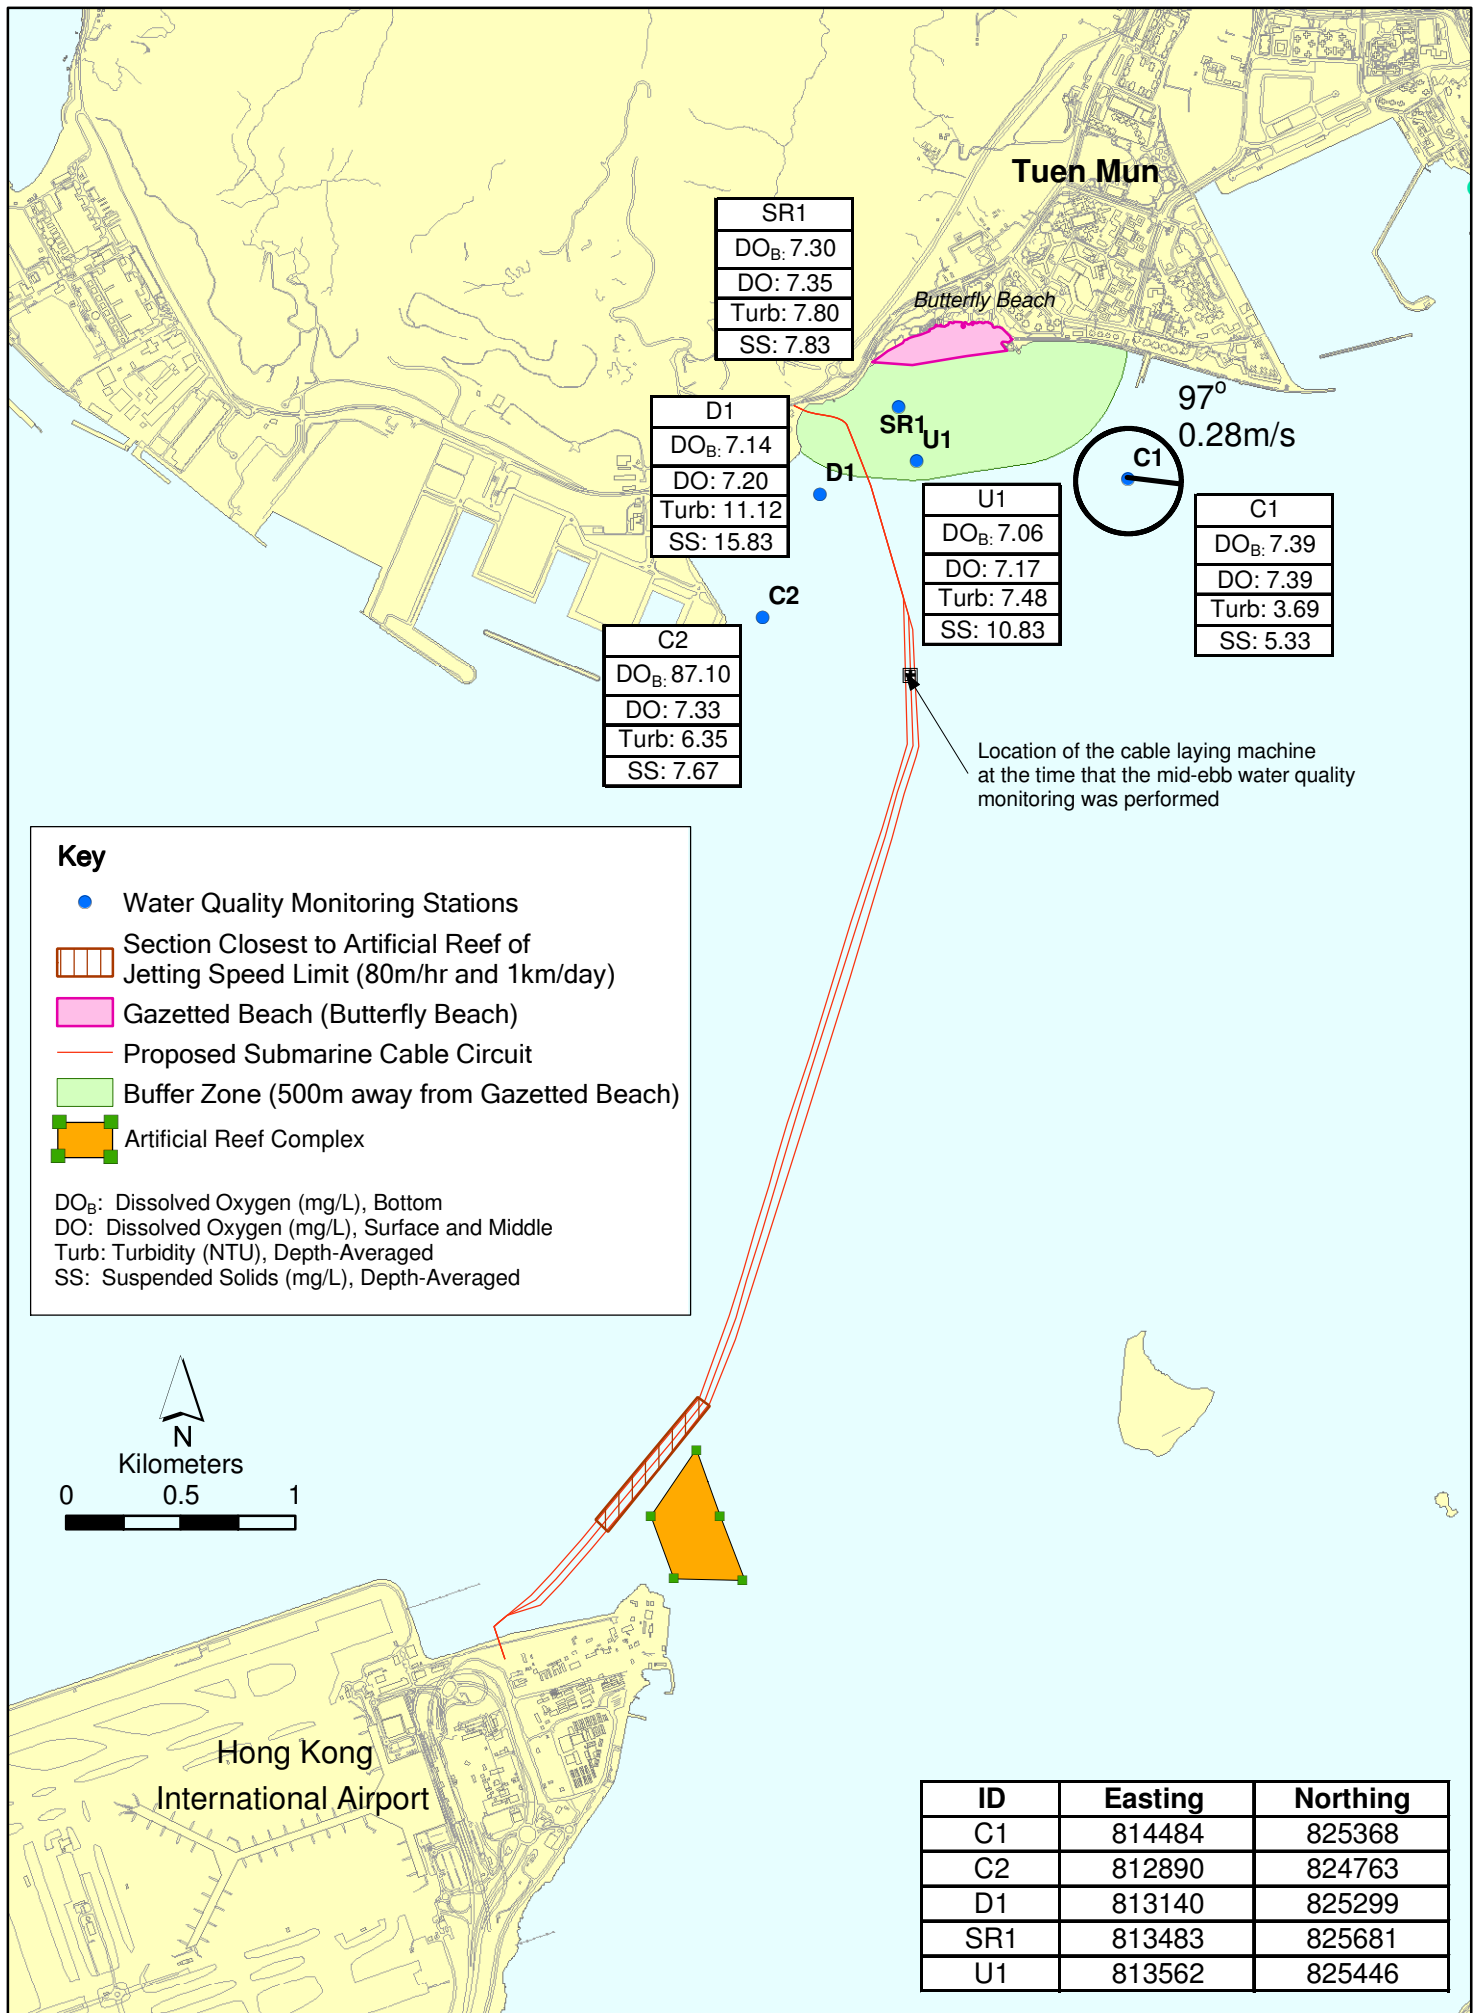 Tuen Mun
SR1
DO_B: 7.30
DO: 7.35
Turb: 7.80
SS: 7.83
Butterfly Beach
97°
0.28m/s
D1
DO_B: 7.14
DO: 7.20
Turb: 11.12
SS: 15.83
SR1
U1
D1
C1
U1
DO_B: 7.06
DO: 7.17
Turb: 7.48
SS: 10.83
C1
DO_B: 7.39
DO: 7.39
Turb: 3.69
SS: 5.33
C2
C2
DO_B: 87.10
DO: 7.33
Turb: 6.35
SS: 7.67
Location of the cable laying machine
at the time that the mid-ebb water quality
monitoring was performed
Key
Water Quality Monitoring Stations
Section Closest to Artificial Reef of
Jetting Speed Limit (80m/hr and 1km/day)
Gazetted Beach (Butterfly Beach)
Proposed Submarine Cable Circuit
Buffer Zone (500m away from Gazetted Beach)
Artificial Reef Complex
DO_B: Dissolved Oxygen (mg/L), Bottom
DO: Dissolved Oxygen (mg/L), Surface and Middle
Turb: Turbidity (NTU), Depth-Averaged
SS: Suspended Solids (mg/L), Depth-Averaged
N
Kilometers
0 0.5 1
Hong Kong
International Airport
ID Easting Northing
C1 814484 825368
C2 812890 824763
D1 813140 825299
SR1 813483 825681
U1 813562 825446